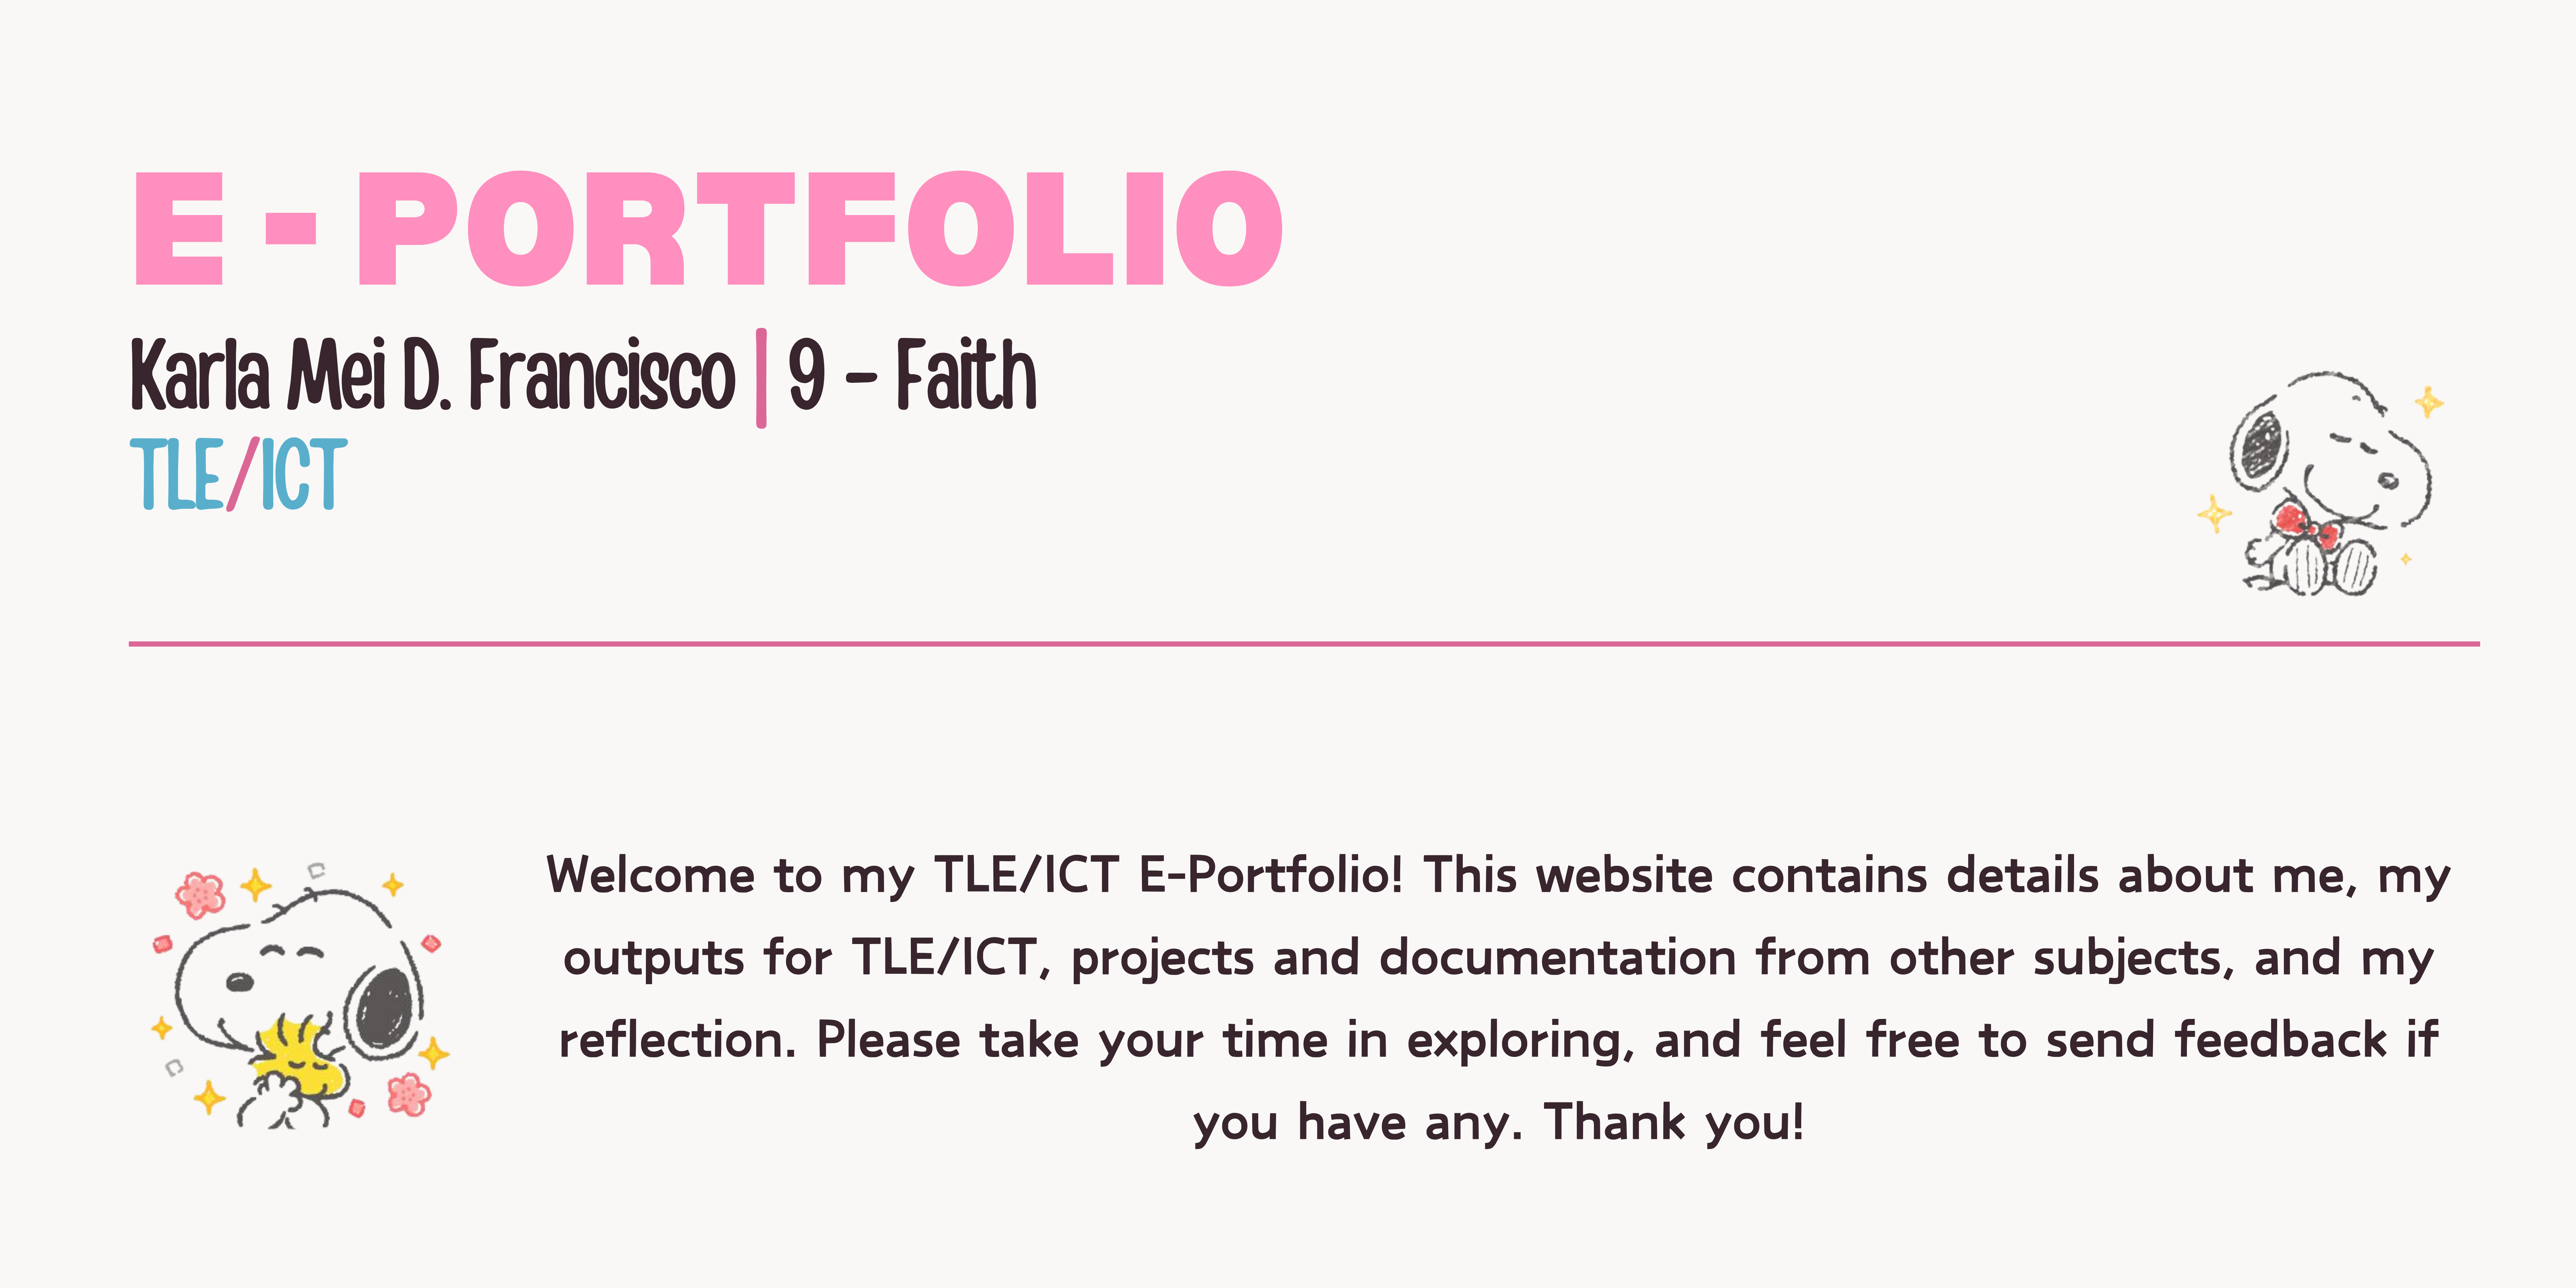 E - PORTFOLIO
Karla Mei D. Francisco | 9 - Faith
TLE/ICT
Welcome to my TLE/ICT E-Portfolio! This website contains details about me, my
outputs for TLE/ICT, projects and documentation from other subjects, and my
reflection. Please take your time in exploring, and feel free to send feedback if
you have any. Thank you!